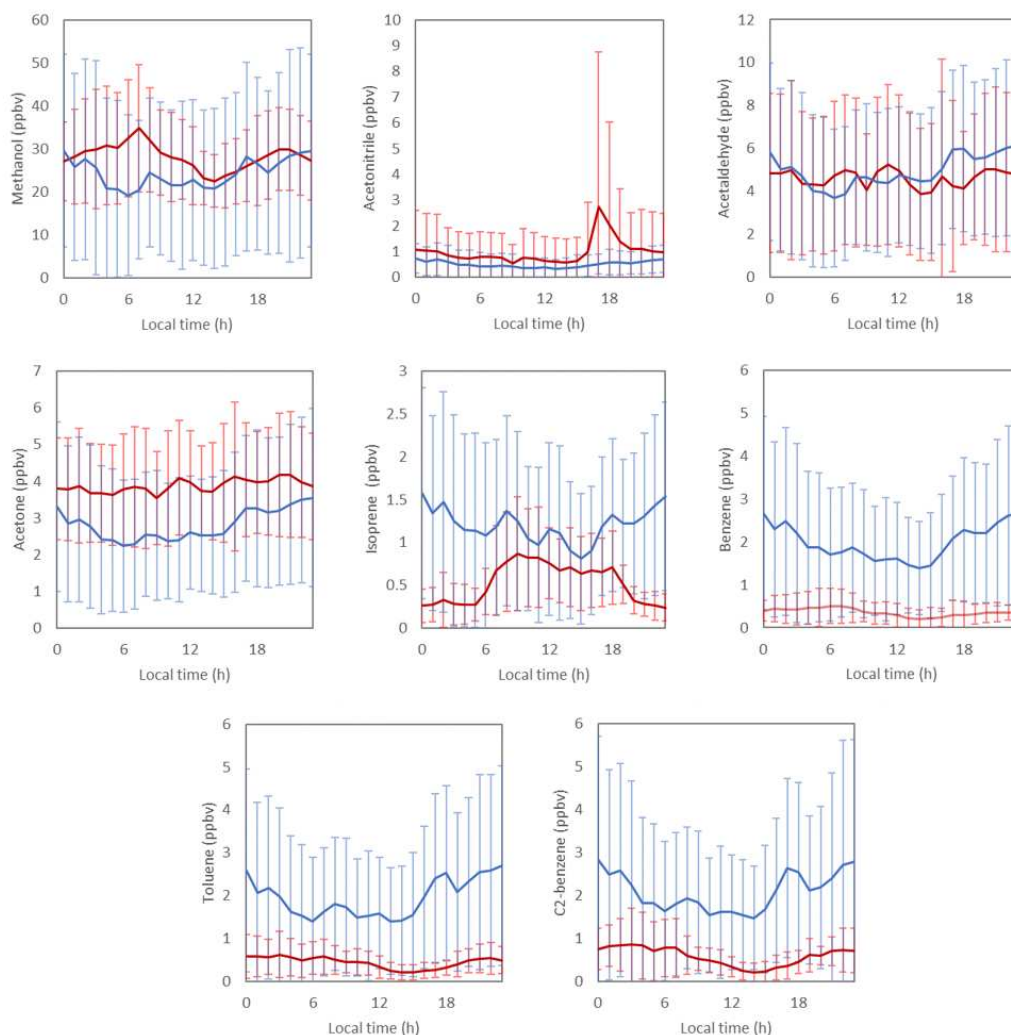 Methanol (ppbv)
60
50
40
30
20
10
0
0 6 12 18
Local time (h)
Acetonitrile (ppbv)
10
9
8
7
6
5
4
3
2
1
0
0 6 12 18
Local time (h)
Acetaldehyde (ppbv)
12
10
8
6
4
2
0
0 6 12 18
Local time (h)
Acetone (ppbv)
7
6
5
4
3
2
1
0
0 6 12 18
Local time (h)
Isoprene (ppbv)
3
2.5
2
1.5
1
0.5
0
0 6 12 18
Local time (h)
Benzene (ppbv)
6
5
4
3
2
1
0
0 6 12 18
Local time (h)
Toluene (ppbv)
6
5
4
3
2
1
0
0 6 12 18
Local time (h)
C2-benzene (ppbv)
6
5
4
3
2
1
0
0 6 12 18
Local time (h)